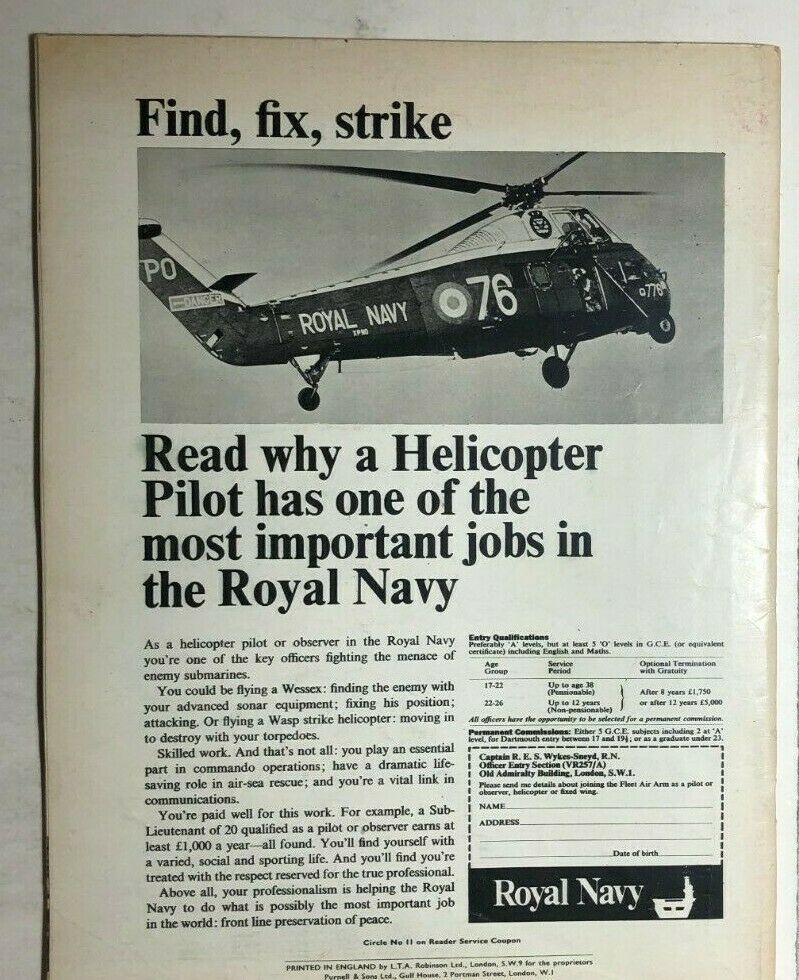 Find, fix, strike
PO
DANGER
ROYAL NAVY
76
776
Read why a Helicopter
Pilot has one of the
most important jobs in
the Royal Navy
As a helicopter pilot or observer in the Royal Navy
you're one of the key officers fighting the menace of
enemy submarines.
You could be flying a Wessex: finding the enemy with
your advanced sonar equipment; fixing his position;
attacking. Or flying a Wasp strike helicopter: moving in
to destroy with your torpedoes.
Skilled work. And that's not all: you play an essential
part in commando operations; have a dramatic life-
saving role in air-sea rescue; and you're a vital link in
communications.
You're paid well for this work. For example, a Sub-
Lieutenant of 20 qualified as a pilot or observer earns at
least £1,000 a year—all found. You'll find yourself with
a varied, social and sporting life. And you'll find you're
treated with the respect reserved for the true professional.
Above all, your professionalism is helping the Royal
Navy to do what is possibly the most important job
in the world: front line preservation of peace.
Entry Qualifications
Preferably 'A' levels, but at least 5 'O' levels in G.C.E. (or equivalent
certificate) including English and Maths.
Age Group Service Period Optional Termination with Gratuity
17-22 Up to age 38 (Pensionable) After 8 years £1,750
22-26 Up to 12 years (Non-pensionable) or after 12 years £5,000
All officers have the opportunity to be selected for a permanent commission.
Permanent Commissions: Either 5 G.C.E. subjects including 2 at 'A'
level, for Dartmouth entry between 17 and 19½; or as a graduate under 23.
Captain R. E. S. Wykes-Sneyd, R.N.
Officer Entry Section (VR257/A)
Old Admiralty Building, London, S.W.1.
Please send me details about joining the Fleet Air Arm as a pilot or
observer, helicopter or fixed wing.
NAME
ADDRESS
Date of birth
Royal Navy
Circle No 11 on Reader Service Coupon
PRINTED IN ENGLAND by L.T.A. Robinson Ltd., London, S.W.9 for the proprietors
Purnell & Sons Ltd., Gulf House, 2 Portman Street, London, W.1